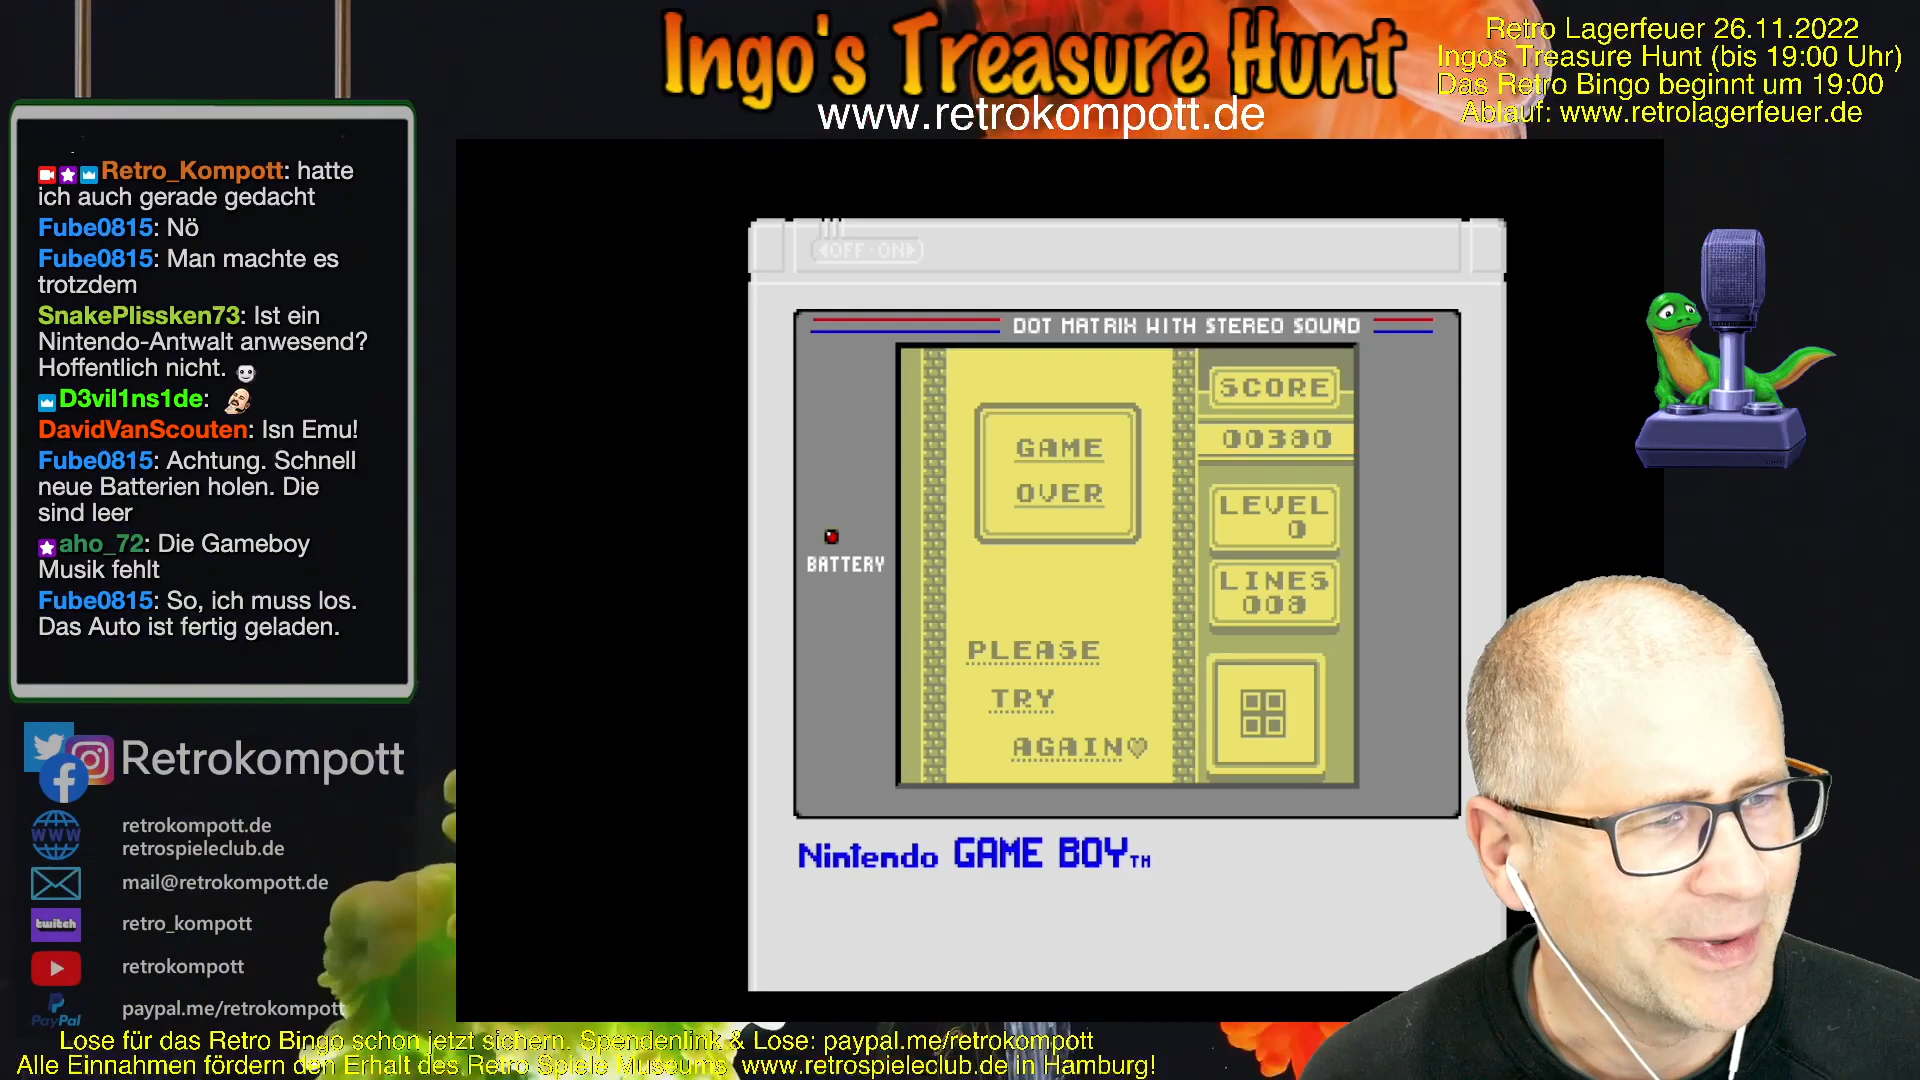 Ingo's Treasure Hunt
www.retrokompott.de
Retro Lagerfeuer 26.11.2022
Ingos Treasure Hunt (bis 19:00 Uhr)
Das Retro Bingo beginnt um 19:00
Ablauf: www.retrolagerfeuer.de
Retro_Kompott: hatte
ich auch gerade gedacht
Fube0815: Nö
Fube0815: Man machte es
trotzdem
SnakePlissken73: Ist ein
Nintendo-Antwalt anwesend?
Hoffentlich nicht.
D3vil1ns1de:
DavidVanScouten: Isn Emu!
Fube0815: Achtung. Schnell
neue Batterien holen. Die
sind leer
aho_72: Die Gameboy
Musik fehlt
Fube0815: So, ich muss los.
Das Auto ist fertig geladen.
OFF·ON
DOT MATRIX WITH STEREO SOUND
BATTERY
GAME
OVER
PLEASE
TRY
AGAIN♥
SCORE
00380
LEVEL
0
LINES
008
Nintendo GAME BOY TM
Retrokompott
www
retrokompott.de
retrospieleclub.de
mail@retrokompott.de
twitch
retro_kompott
retrokompott
PayPal
paypal.me/retrokompott
Lose für das Retro Bingo schon jetzt sichern. Spendenlink & Lose: paypal.me/retrokompott
Alle Einnahmen fördern den Erhalt des Retro Spiele Museums www.retrospieleclub.de in Hamburg!